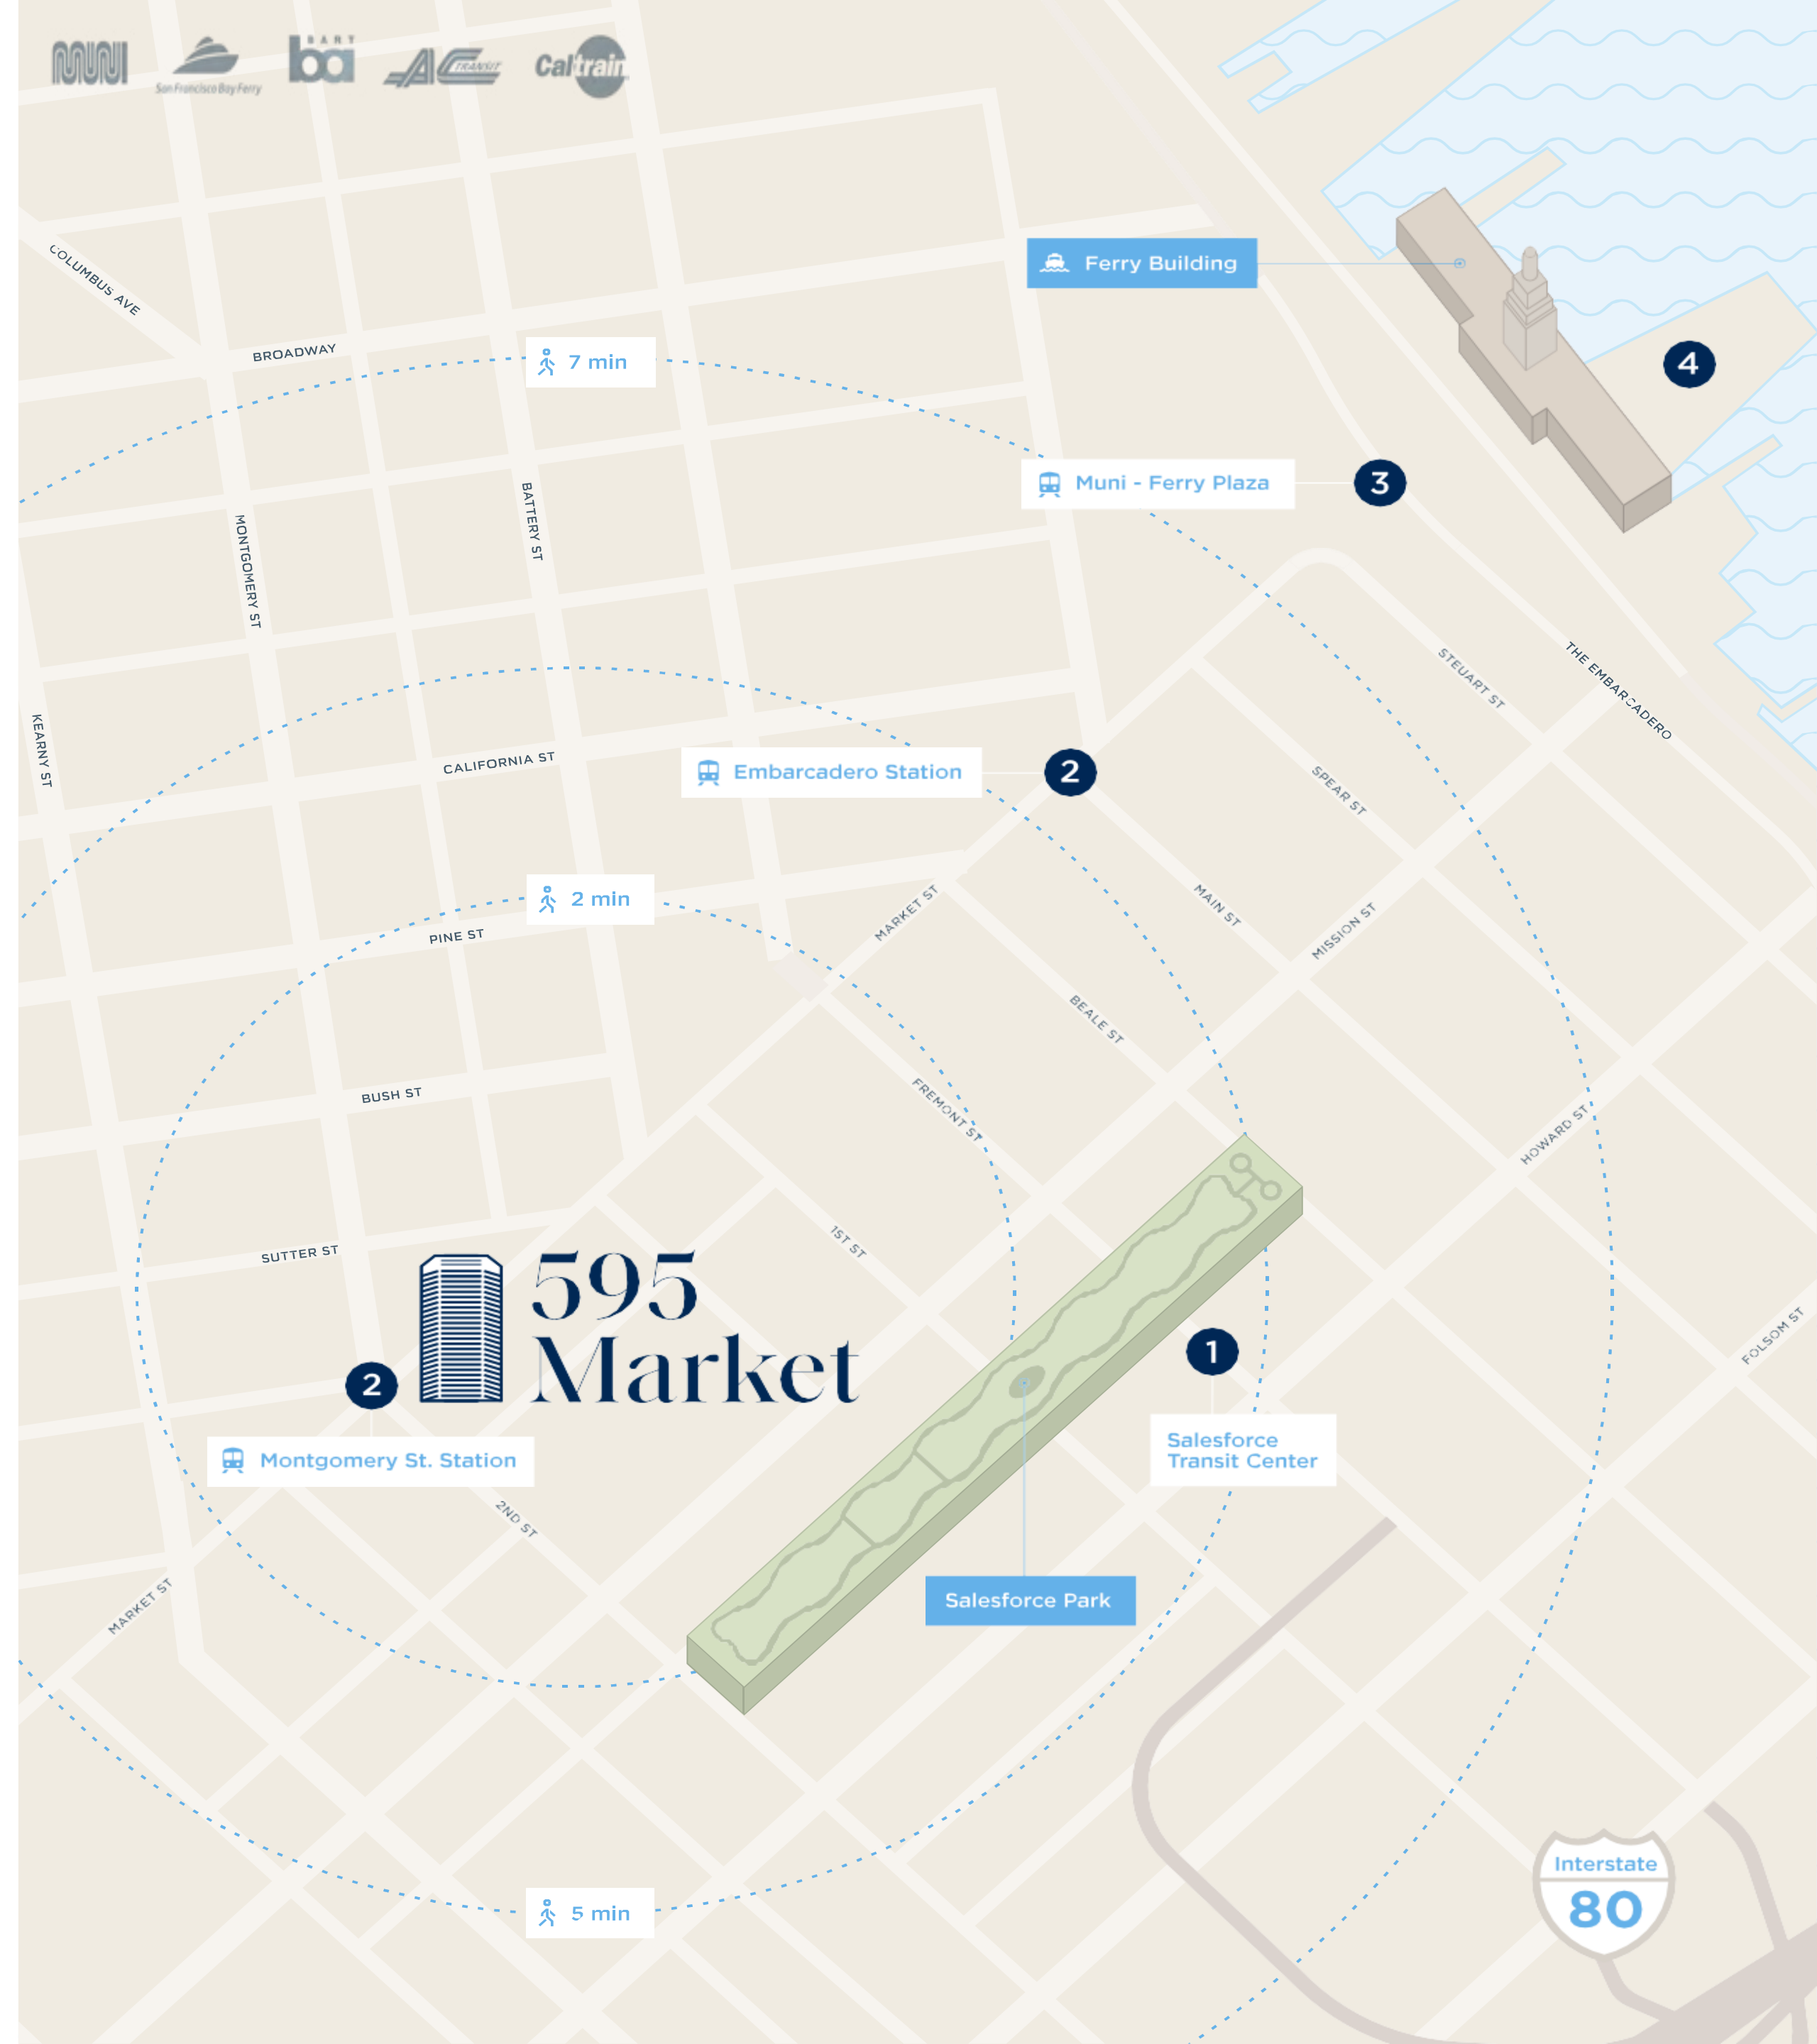 MUNI
San Francisco Bay Ferry
BART
ba
AC TRANSIT
Caltrain
COLUMBUS AVE
Ferry Building
BROADWAY
7 min
4
Muni - Ferry Plaza
3
MONTGOMERY ST
BATTERY ST
STEUART ST
THE EMBARCADERO
KEARNY ST
CALIFORNIA ST
Embarcadero Station
2
SPEAR ST
2 min
MARKET ST
MAIN ST
MISSION ST
PINE ST
BEALE ST
BUSH ST
FREMONT ST
HOWARD ST
SUTTER ST
1ST ST
595
Market
1
FOLSOM ST
2
Montgomery St. Station
Salesforce
Transit Center
2ND ST
MARKET ST
Salesforce Park
5 min
Interstate
80